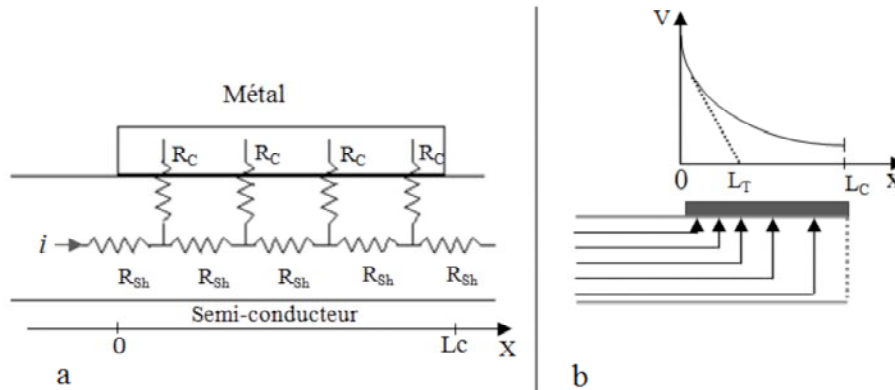 Métal
R_C R_C R_C R_C
i
R_Sh R_Sh R_Sh R_Sh R_Sh
Semi-conducteur
0 Lc X
a
V
0 L_T L_C X
b